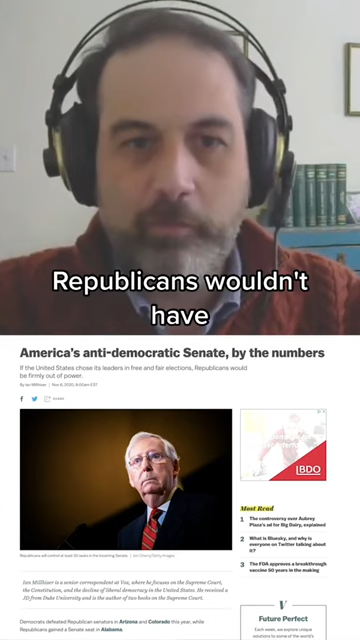 Republicans wouldn't
have
America's anti-democratic Senate, by the numbers
If the United States chose its leaders in free and fair elections, Republicans would
be firmly out of power.
By Ian Millhiser | Nov 6, 2020, 8:00am EST
f SHARE
BDO
Republicans will control at least 50 seats in the incoming Senate. | Jon Cherry/Getty Images
Most Read
1 The controversy over Aubrey
Plaza's ad for Big Dairy, explained
2 What is Bluesky, and why is
everyone on Twitter talking about
it?
3 The FDA approves a breakthrough
vaccine 50 years in the making
Ian Millhiser is a senior correspondent at Vox, where he focuses on the Supreme Court,
the Constitution, and the decline of liberal democracy in the United States. He received a
JD from Duke University and is the author of two books on the Supreme Court.
V
Future Perfect
Each week, we explore unique
solutions to some of the
Democrats defeated Republican senators in Arizona and Colorado this year, while
Republicans gained a Senate seat in Alabama.